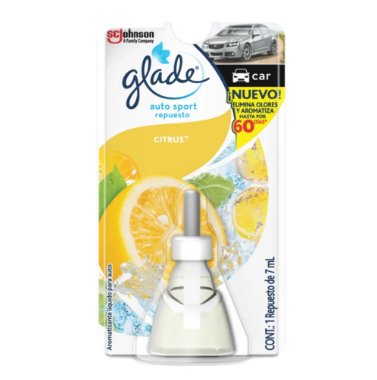 SC Johnson
A Family Company
glade
auto sport
repuesto
CITRUS™
car
¡NUEVO!
ELIMINA OLORES
Y AROMATIZA
HASTA POR
60 DÍAS*
Aromatizante líquido para auto
CONT.: 1 Repuesto de 7 mL